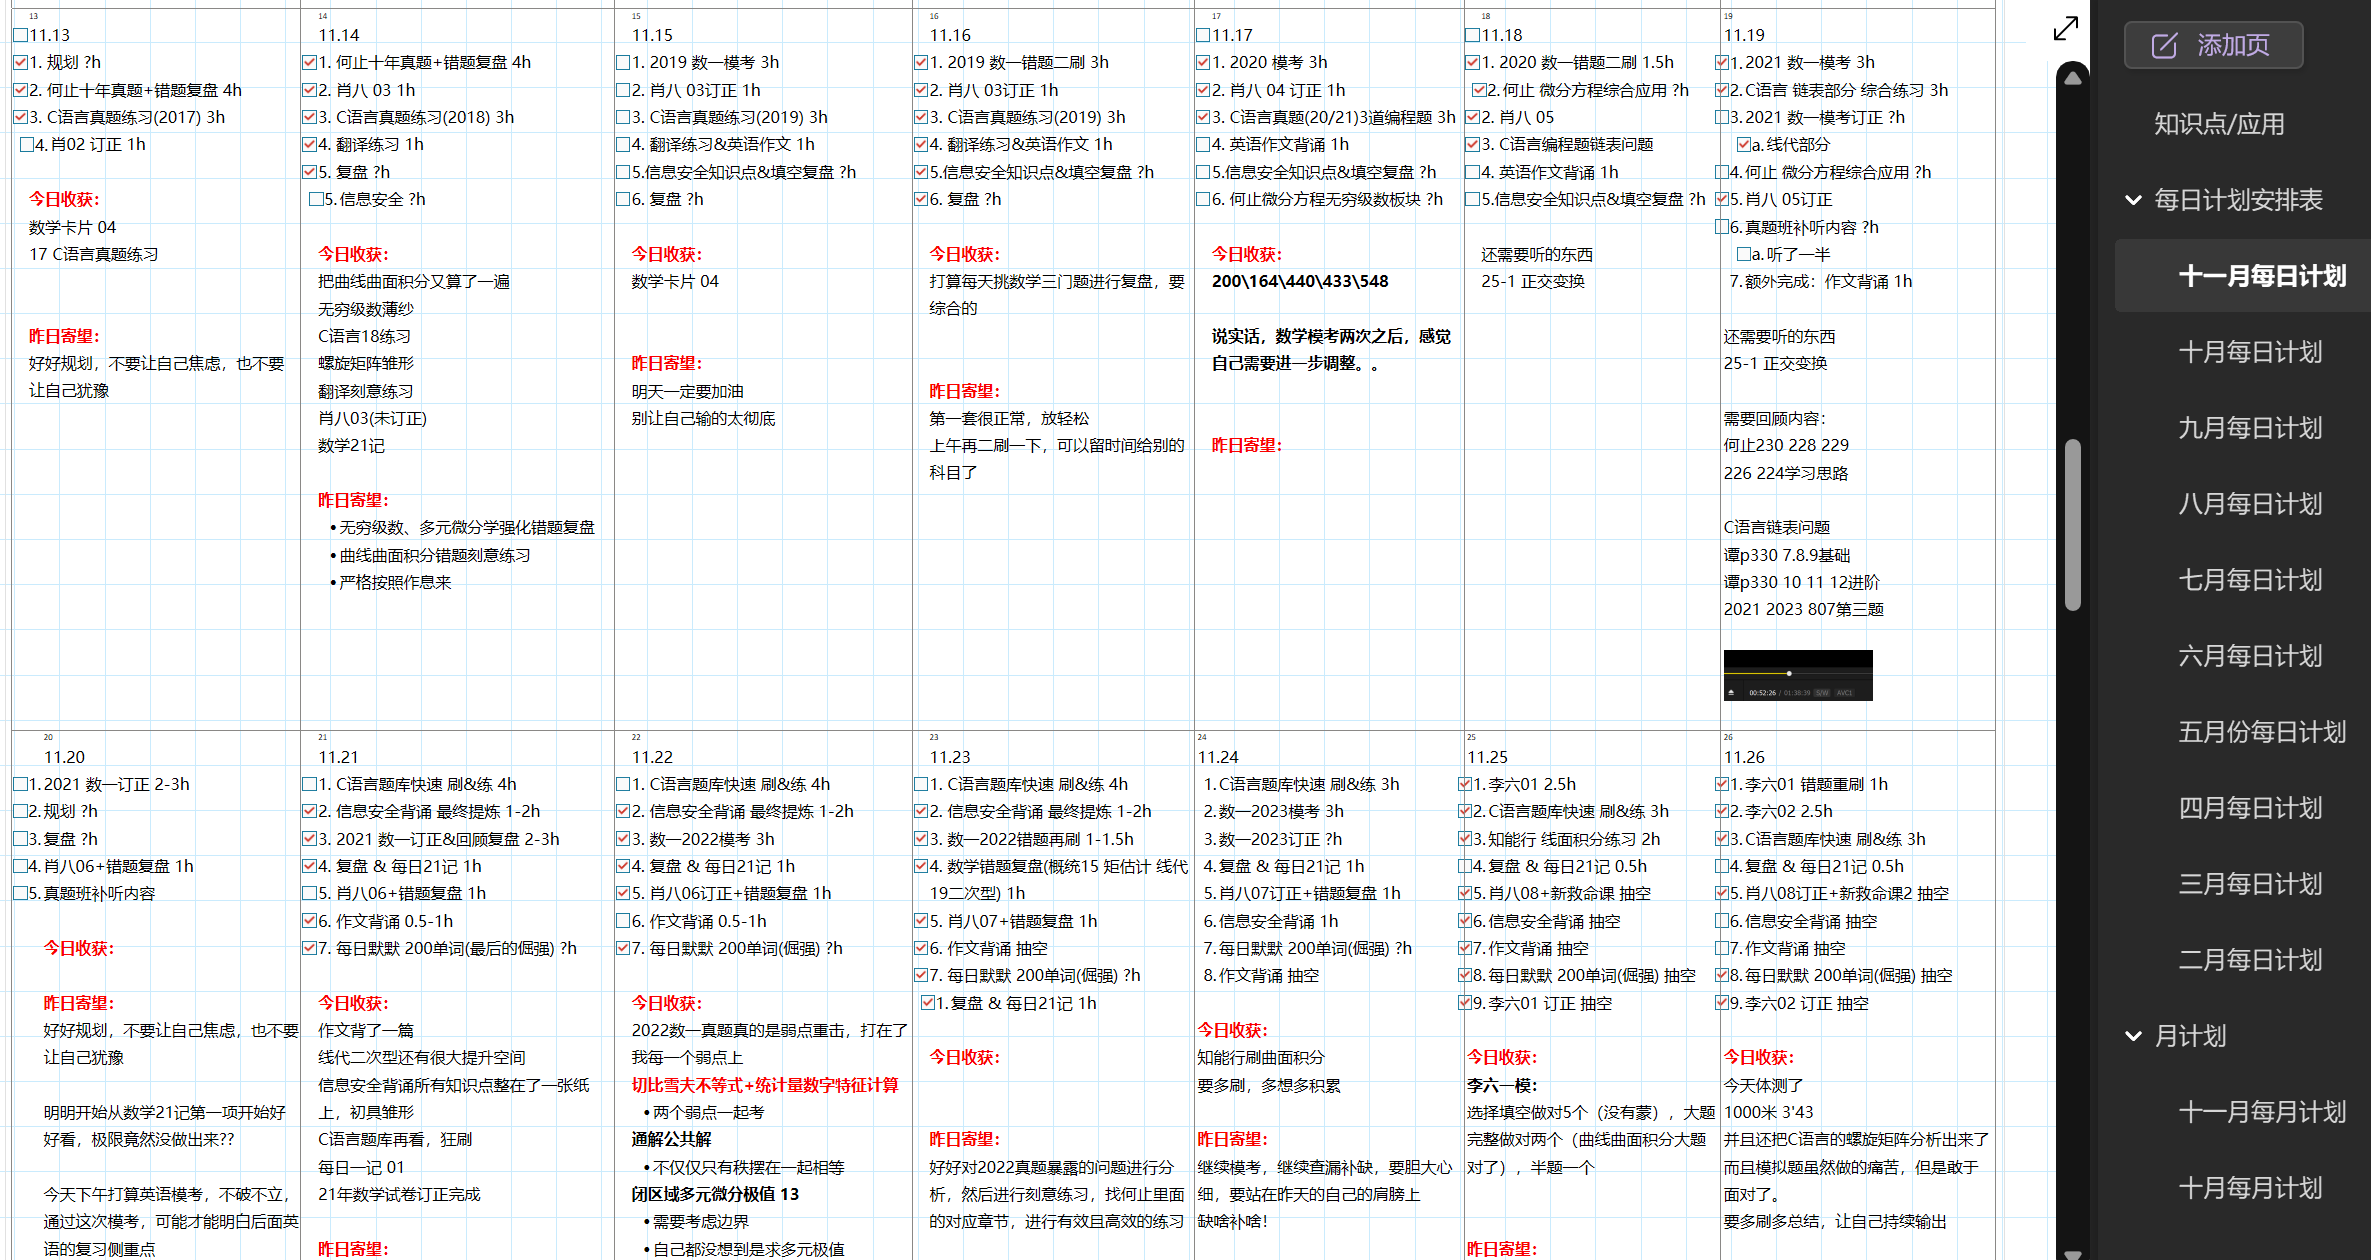 13
11.13
1. 规划 ?h
2. 何止十年真题+错题复盘 4h
3. C语言真题练习(2017) 3h
4. 肖02 订正 1h
今日收获：
数学卡片 04
17 C语言真题练习
昨日寄望：
好好规划，不要让自己焦虑，也不要
让自己犹豫
14
11.14
1. 何止十年真题+错题复盘 4h
2. 肖八 03 1h
3. C语言真题练习(2018) 3h
4. 翻译练习 1h
5. 复盘 ?h
5. 信息安全 ?h
今日收获：
把曲线曲面积分又算了一遍
无穷级数薄纱
C语言18练习
螺旋矩阵雏形
翻译刻意练习
肖八03(未订正)
数学21记
昨日寄望：
• 无穷级数、多元微分学强化错题复盘
• 曲线曲面积分错题刻意练习
• 严格按照作息来
15
11.15
1. 2019 数一模考 3h
2. 肖八 03订正 1h
3. C语言真题练习(2019) 3h
4. 翻译练习&英语作文 1h
5.信息安全知识点&填空复盘 ?h
6. 复盘 ?h
今日收获：
数学卡片 04
昨日寄望：
明天一定要加油
别让自己输的太彻底
16
11.16
1. 2019 数一错题二刷 3h
2. 肖八 03订正 1h
3. C语言真题练习(2019) 3h
4. 翻译练习&英语作文 1h
5.信息安全知识点&填空复盘 ?h
6. 复盘 ?h
今日收获：
打算每天挑数学三门题进行复盘，要
综合的
昨日寄望：
第一套很正常，放轻松
上午再二刷一下，可以留时间给别的
科目了
17
11.17
1. 2020 模考 3h
2. 肖八 04 订正 1h
3. C语言真题(20/21)3道编程题 3h
4. 英语作文背诵 1h
5.信息安全知识点&填空复盘 ?h
6. 何止微分方程无穷级数板块 ?h
今日收获：
200\164\440\433\548
说实话，数学模考两次之后，感觉
自己需要进一步调整。。
昨日寄望：
18
11.18
1. 2020 数一错题二刷 1.5h
2.何止 微分方程综合应用 ?h
2. 肖八 05
3. C语言编程题链表问题
4. 英语作文背诵 1h
5.信息安全知识点&填空复盘 ?h
还需要听的东西
25-1 正交变换
19
11.19
1. 2021 数一模考 3h
2. C语言 链表部分 综合练习 3h
3. 2021 数一模考订正 ?h
a. 线代部分
4. 何止 微分方程综合应用 ?h
5. 肖八 05订正
6. 真题班补听内容 ?h
a. 听了一半
7. 额外完成：作文背诵 1h
还需要听的东西
25-1 正交变换
需要回顾内容：
何止230 228 229
226 224学习思路
C语言链表问题
谭p330 7.8.9基础
谭p330 10 11 12进阶
2021 2023 807第三题
00:52:26 / 01:38:39 S/W AVC1
20
11.20
1. 2021 数一订正 2-3h
2. 规划 ?h
3. 复盘 ?h
4. 肖八06+错题复盘 1h
5. 真题班补听内容
今日收获：
昨日寄望：
好好规划，不要让自己焦虑，也不要
让自己犹豫
明明开始从数学21记第一项开始好
好看，极限竟然没做出来??
今天下午打算英语模考，不破不立，
通过这次模考，可能才能明白后面英
语的复习侧重点
21
11.21
1. C语言题库快速 刷&练 4h
2. 信息安全背诵 最终提炼 1-2h
3. 2021 数一订正&回顾复盘 2-3h
4. 复盘 & 每日21记 1h
5. 肖八06+错题复盘 1h
6. 作文背诵 0.5-1h
7. 每日默默 200单词(最后的倔强) ?h
今日收获：
作文背了一篇
线代二次型还有很大提升空间
信息安全背诵所有知识点整在了一张纸
上，初具雏形
C语言题库再看，狂刷
每日一记 01
21年数学试卷订正完成
昨日寄望：
22
11.22
1. C语言题库快速 刷&练 4h
2. 信息安全背诵 最终提炼 1-2h
3. 数一2022模考 3h
4. 复盘 & 每日21记 1h
5. 肖八06订正+错题复盘 1h
6. 作文背诵 0.5-1h
7. 每日默默 200单词(倔强) ?h
今日收获：
2022数一真题真的是弱点重击，打在了
我每一个弱点上
切比雪夫不等式+统计量数字特征计算
• 两个弱点一起考
通解公共解
• 不仅仅只有秩摆在一起相等
闭区域多元微分极值 13
• 需要考虑边界
• 自己都没想到是求多元极值
23
11.23
1. C语言题库快速 刷&练 4h
2. 信息安全背诵 最终提炼 1-2h
3. 数一2022错题再刷 1-1.5h
4. 数学错题复盘(概统15 矩估计 线代
19二次型) 1h
5. 肖八07+错题复盘 1h
6. 作文背诵 抽空
7. 每日默默 200单词(倔强) ?h
1. 复盘 & 每日21记 1h
今日收获：
昨日寄望：
好好对2022真题暴露的问题进行分
析，然后进行刻意练习，找何止里面
的对应章节，进行有效且高效的练习
24
11.24
1. C语言题库快速 刷&练 3h
2. 数一2023模考 3h
3. 数一2023订正 ?h
4. 复盘 & 每日21记 1h
5. 肖八07订正+错题复盘 1h
6. 信息安全背诵 1h
7. 每日默默 200单词(倔强) ?h
8. 作文背诵 抽空
今日收获：
知能行刷曲面积分
要多刷，多想多积累
昨日寄望：
继续模考，继续查漏补缺，要胆大心
细，要站在昨天的自己的肩膀上
缺啥补啥！
25
11.25
1. 李六01 2.5h
2. C语言题库快速 刷&练 3h
3. 知能行 线面积分练习 2h
4. 复盘 & 每日21记 0.5h
5. 肖八08+新救命课 抽空
6. 信息安全背诵 抽空
7. 作文背诵 抽空
8. 每日默默 200单词(倔强) 抽空
9. 李六01 订正 抽空
今日收获：
李六一模：
选择填空做对5个（没有蒙），大题
完整做对两个（曲线曲面积分大题
对了），半题一个
昨日寄望：
26
11.26
1. 李六01 错题重刷 1h
2. 李六02 2.5h
3. C语言题库快速 刷&练 3h
4. 复盘 & 每日21记 0.5h
5. 肖八08订正+新救命课2 抽空
6. 信息安全背诵 抽空
7. 作文背诵 抽空
8. 每日默默 200单词(倔强) 抽空
9. 李六02 订正 抽空
今日收获：
今天体测了
1000米 3'43
并且还把C语言的螺旋矩阵分析出来了
而且模拟题虽然做的痛苦，但是敢于
面对了。
要多刷多总结，让自己持续输出
添加页
知识点/应用
每日计划安排表
十一月每日计划
十月每日计划
九月每日计划
八月每日计划
七月每日计划
六月每日计划
五月份每日计划
四月每日计划
三月每日计划
二月每日计划
月计划
十一月每月计划
十月每月计划